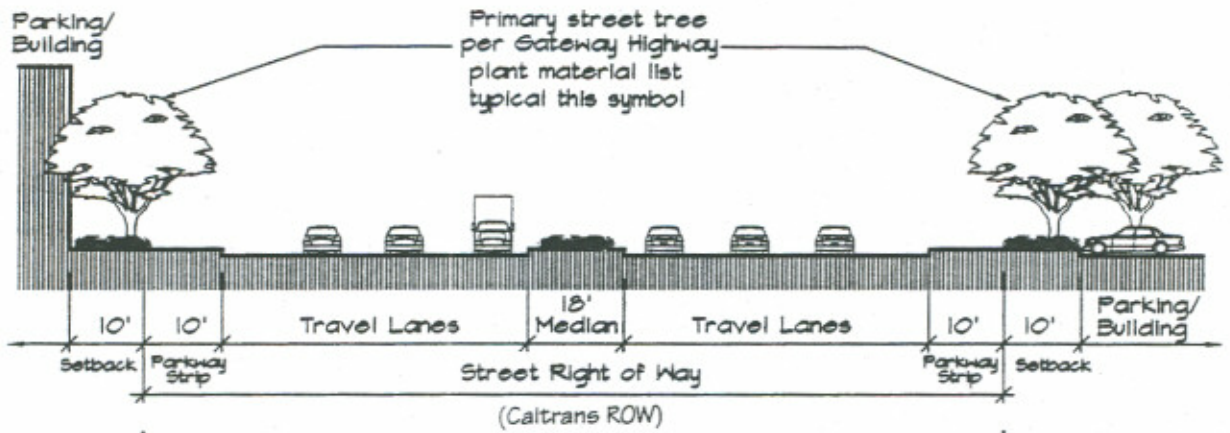 Parking/
Building
Primary street tree
per Gateway Highway
plant material list
typical this symbol
10'
10'
Travel Lanes
18'
Median
Travel Lanes
10'
10'
Parking/
Building
Setback
Parkway
Strip
Street Right of Way
Parkway
Strip
Setback
(Caltrans ROW)